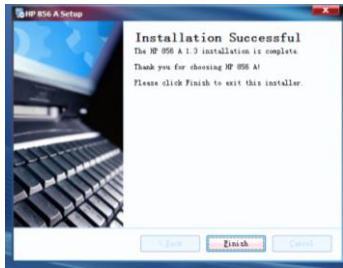 HP 856 A Setup
Installation Successful
The HP 856 A 1.3 installation is complete.
Thank you for choosing HP 856 A!
Please click Finish to exit this installer.
< Back
Finish
Cancel